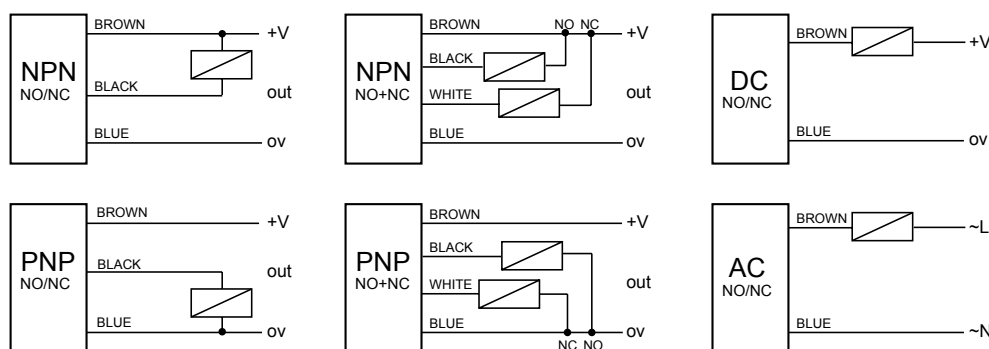 BROWN
+V
NPN
NO/NC
BLACK
out
BLUE
ov
NO NC
BROWN
+V
BLACK
NPN
NO+NC
WHITE
out
BLUE
ov
BROWN
+V
DC
NO/NC
BLUE
ov
BROWN
+V
PNP
NO/NC
BLACK
out
BLUE
ov
BROWN
+V
BLACK
PNP
NO+NC
WHITE
out
BLUE
ov
NC NO
BROWN
~L
AC
NO/NC
BLUE
~N